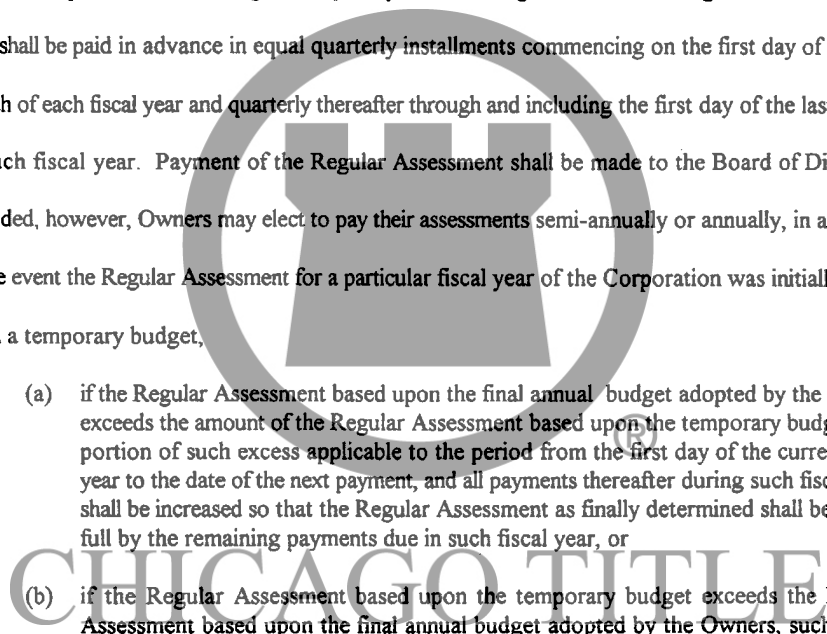 shall be paid in advance in equal quarterly installments commencing on the first day of
h of each fiscal year and quarterly thereafter through and including the first day of the las
ch fiscal year. Payment of the Regular Assessment shall be made to the Board of Di
ded, however, Owners may elect to pay their assessments semi-annually or annually, in a
e event the Regular Assessment for a particular fiscal year of the Corporation was initiall
a temporary budget,
(a) if the Regular Assessment based upon the final annual budget adopted by the
exceeds the amount of the Regular Assessment based upon the temporary budg
portion of such excess applicable to the period from the first day of the curre
year to the date of the next payment, and all payments thereafter during such fisc
shall be increased so that the Regular Assessment as finally determined shall be
full by the remaining payments due in such fiscal year, or
®
CHICAGO TITLE
(b) if the Regular Assessment based upon the temporary budget exceeds the
Assessment based upon the final annual budget adopted by the Owners, such